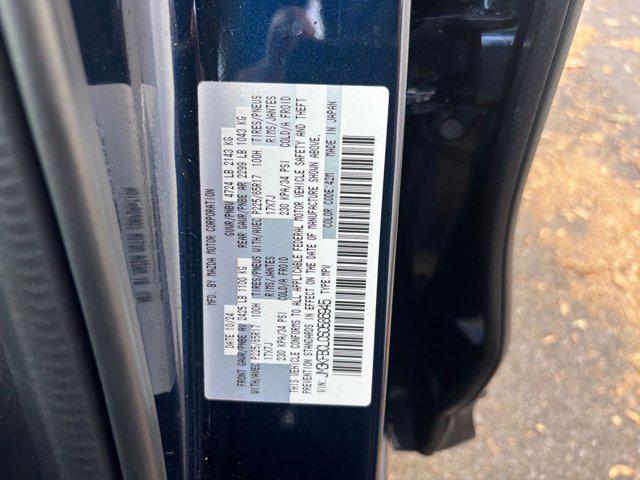 MFD. BY MAZDA MOTOR CORPORATION
DATE 10/24 GVWR/PNBV 4724 LB 2143 KG
FRONT GAWR/PNBE AV 2425 LB 1100 KG REAR GAWR/PNBE AR 2299 LB 1043 KG
WITH/AVEC P225/65R17 100H TIRES/PNEUS WITH/AVEC P225/65R17 100H TIRES/PNEUS
17X7J RIMS/JANTES 17X7J RIMS/JANTES
230 KPA/34 PSI COLD/A FROID 230 KPA/34 PSI COLD/A FROID
THIS VEHICLE CONFORMS TO ALL APPLICABLE FEDERAL MOTOR VEHICLE SAFETY AND THEFT
PREVENTION STANDARDS IN EFFECT ON THE DATE OF MANUFACTURE SHOWN ABOVE.
COLOR CODE:42M MADE IN JAPAN
VIN: JM3KFBCL0S0586945 TYPE:MPV